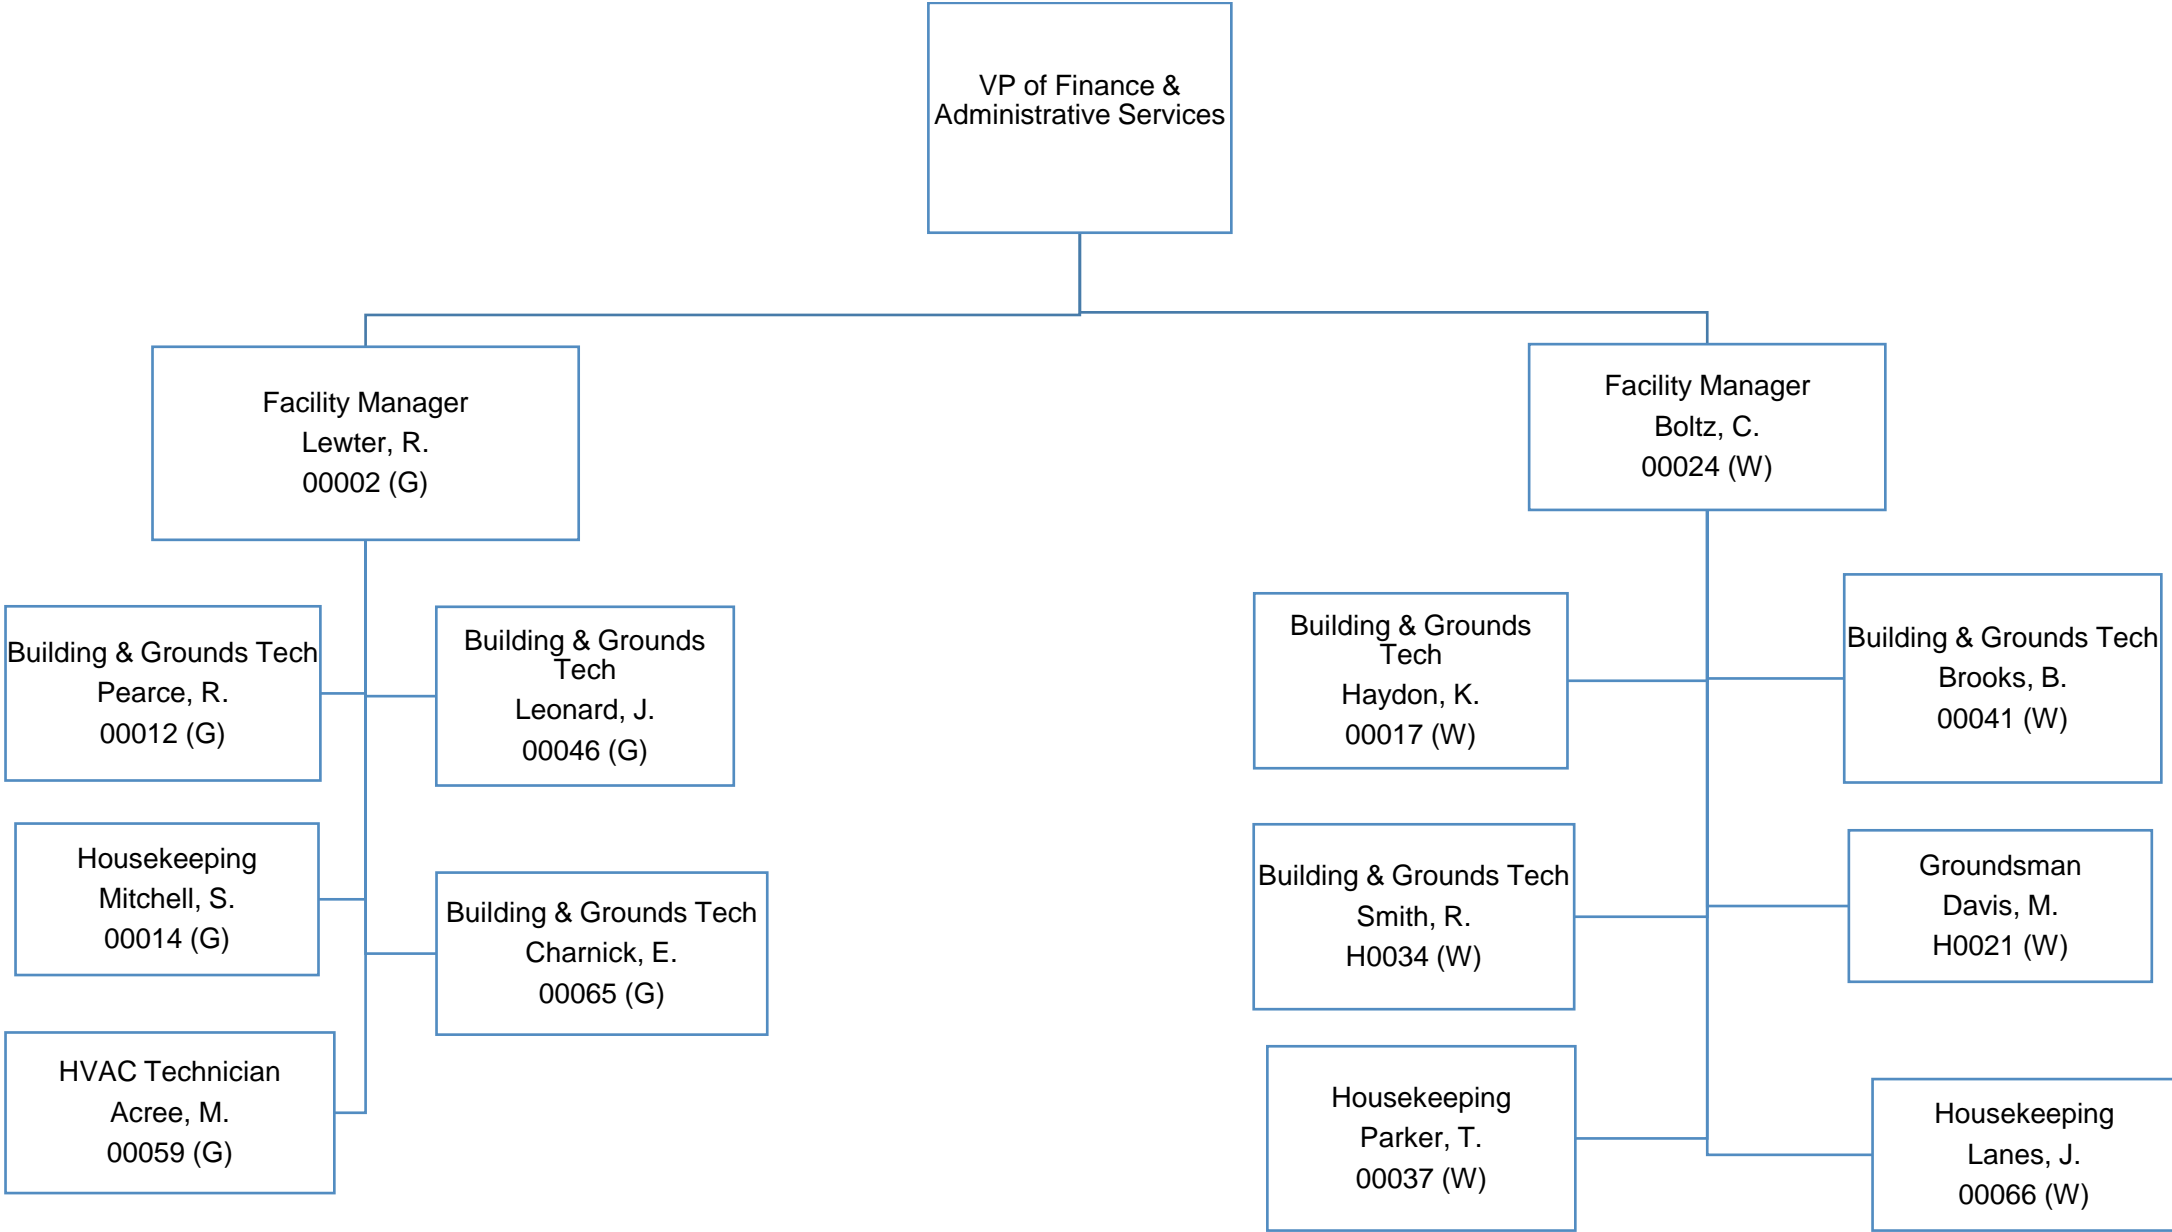 VP of Finance &
Administrative Services
Facility Manager
Lewter, R.
00002 (G)
Facility Manager
Boltz, C.
00024 (W)
Building & Grounds Tech
Pearce, R.
00012 (G)
Building & Grounds
Tech
Leonard, J.
00046 (G)
Building & Grounds
Tech
Haydon, K.
00017 (W)
Building & Grounds Tech
Brooks, B.
00041 (W)
Housekeeping
Mitchell, S.
00014 (G)
Building & Grounds Tech
Charnick, E.
00065 (G)
Building & Grounds Tech
Smith, R.
H0034 (W)
Groundsman
Davis, M.
H0021 (W)
HVAC Technician
Acree, M.
00059 (G)
Housekeeping
Parker, T.
00037 (W)
Housekeeping
Lanes, J.
00066 (W)